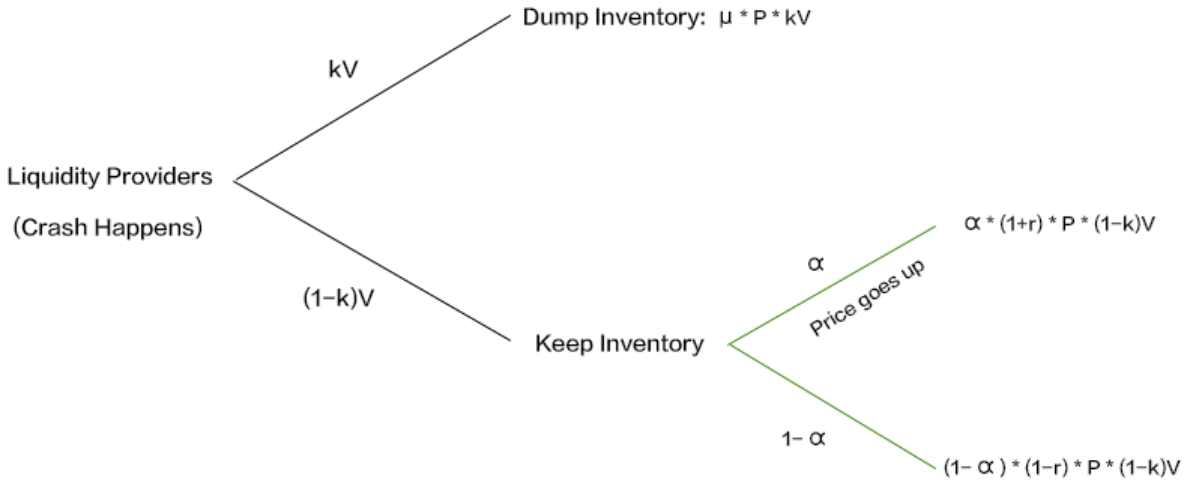 Dump Inventory: μ * P * kV
kV
Liquidity Providers
(Crash Happens)
α * (1+r) * P * (1-k)V
α
Price goes up
(1-k)V
Keep Inventory
1- α
(1- α ) * (1-r) * P * (1-k)V